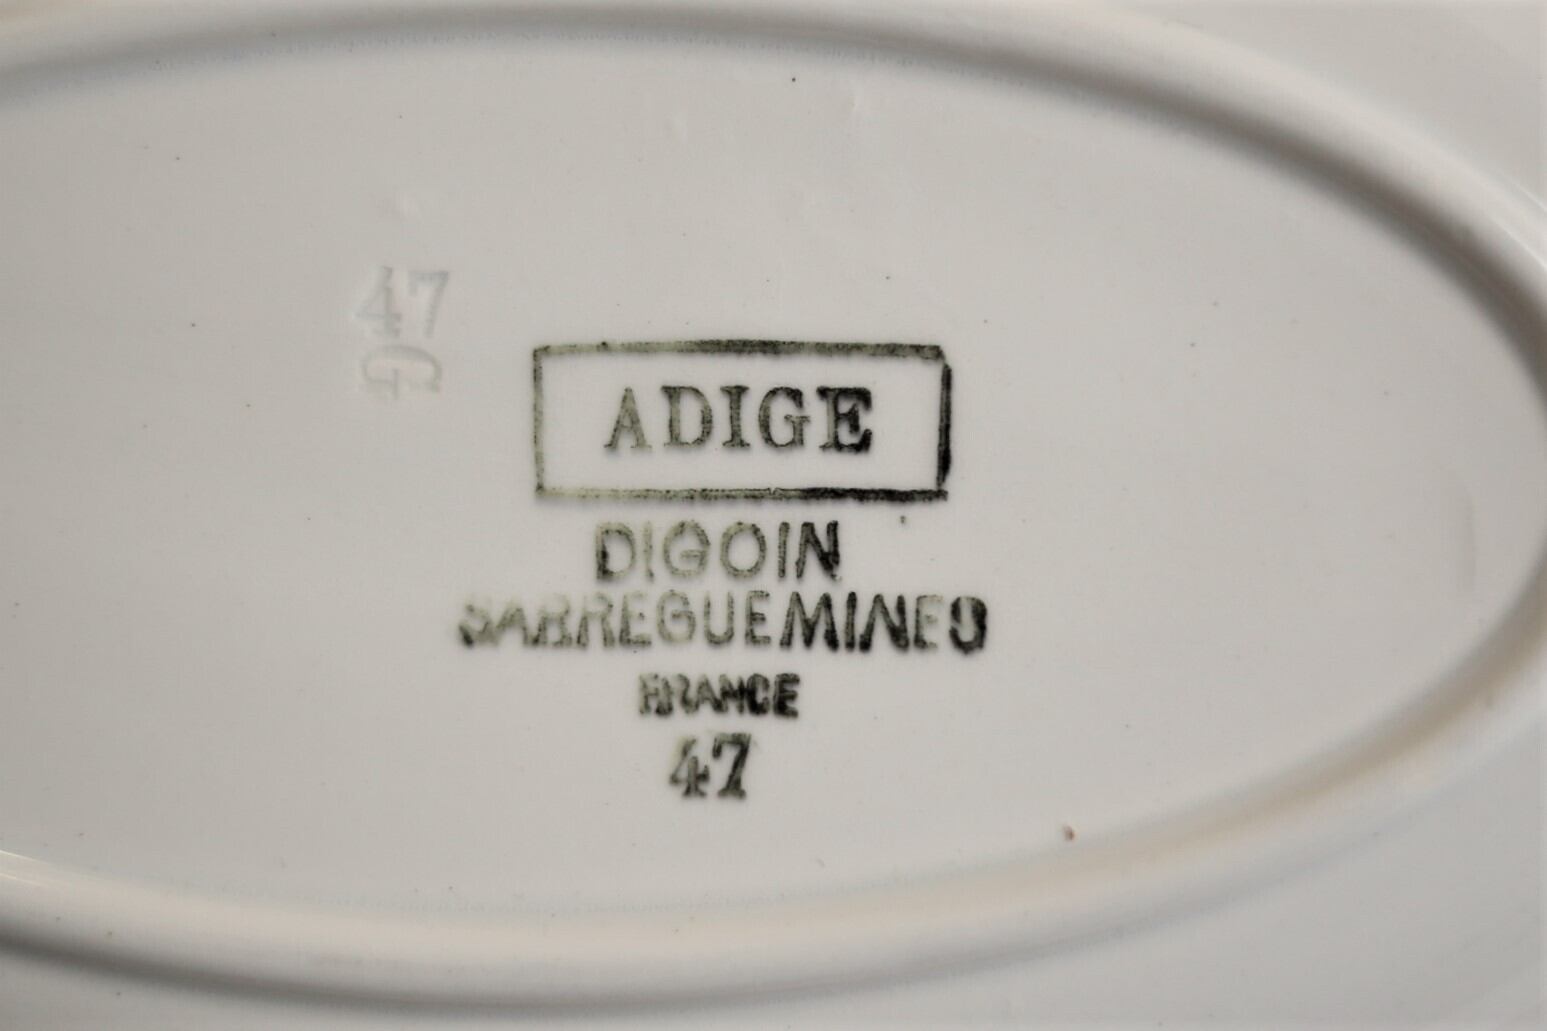 47
G
ADIGE
DIGOIN
SARREGUEMINES
FRANCE
47